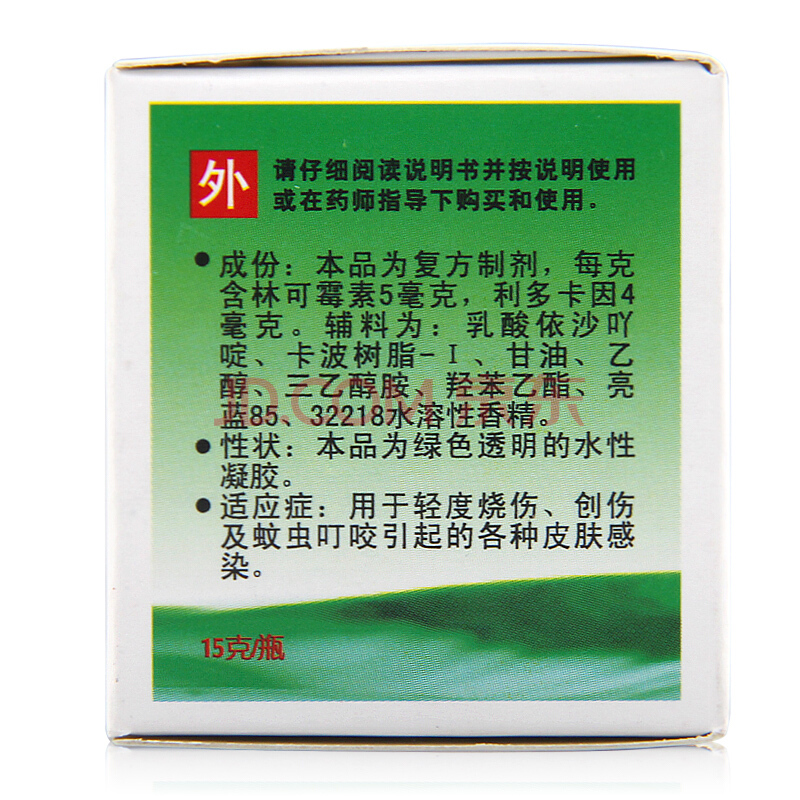 外
请仔细阅读说明书并按说明使用
或在药师指导下购买和使用。
●成份：本品为复方制剂，每克
含林可霉素5毫克，利多卡因4
毫克。辅料为：乳酸依沙吖
啶、卡波树脂-Ⅰ、甘油、乙
醇、三乙醇胺、羟苯乙酯、亮
蓝85、32218水溶性香精。
JD.COM 京东
●性状：本品为绿色透明的水性
凝胶。
●适应症：用于轻度烧伤、创伤
及蚊虫叮咬引起的各种皮肤感
染。
15克/瓶